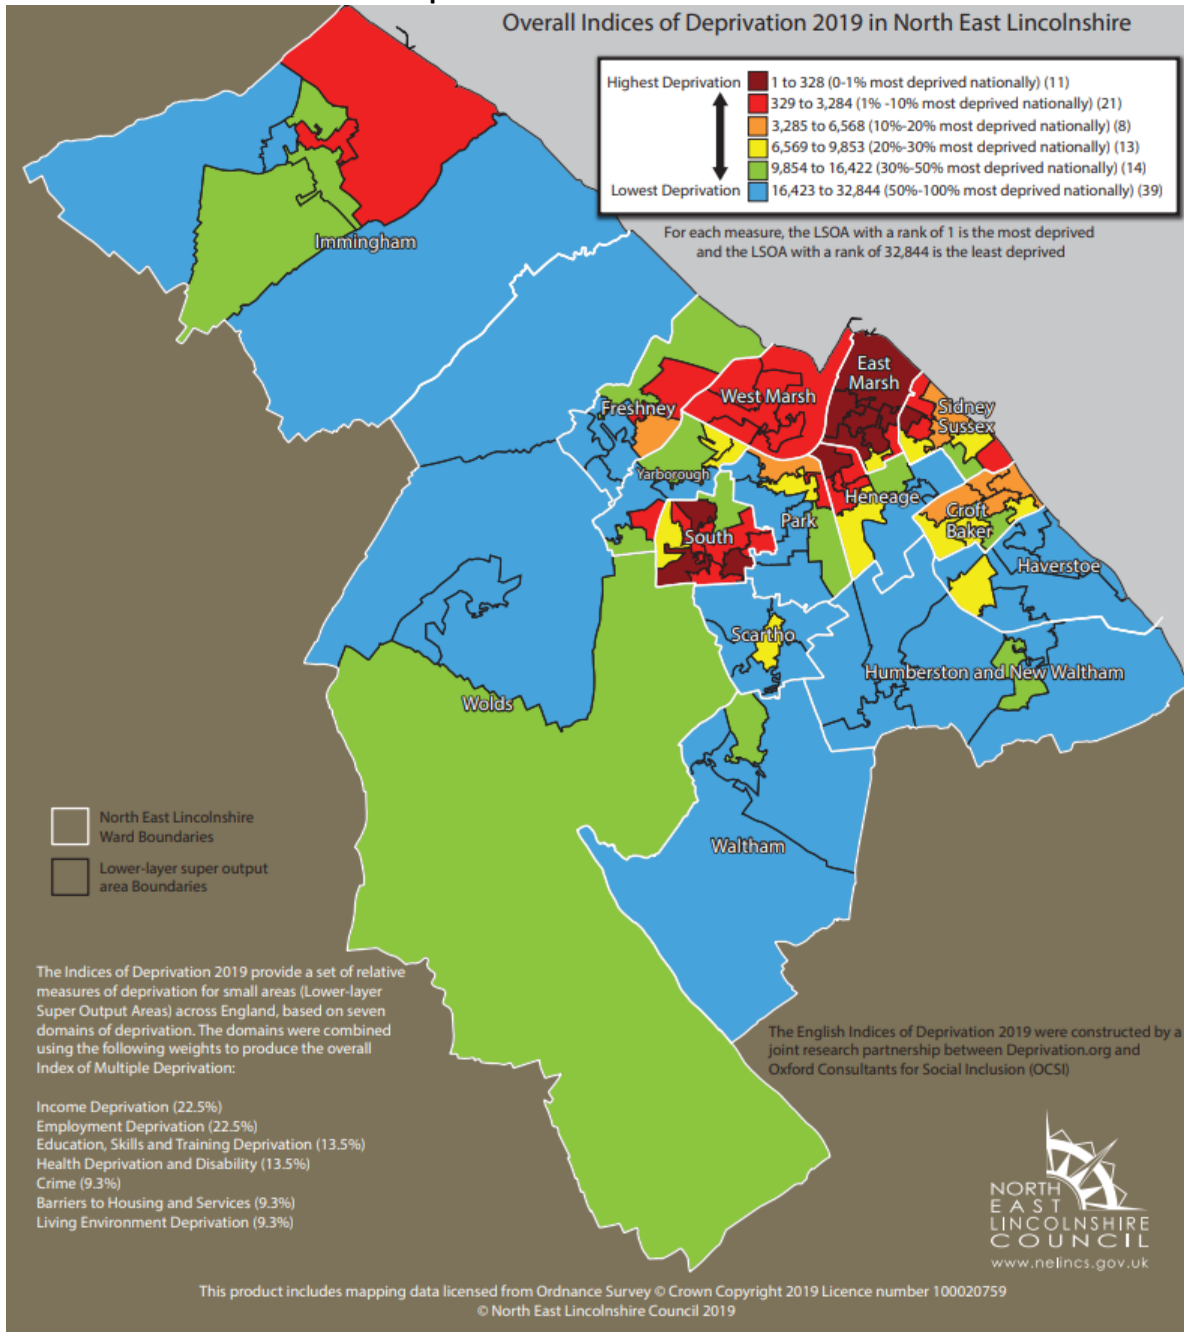 Overall Indices of Deprivation 2019 in North East Lincolnshire
Highest Deprivation
1 to 328 (0-1% most deprived nationally) (11)
329 to 3,284 (1% -10% most deprived nationally) (21)
3,285 to 6,568 (10%-20% most deprived nationally) (8)
6,569 to 9,853 (20%-30% most deprived nationally) (13)
9,854 to 16,422 (30%-50% most deprived nationally) (14)
Lowest Deprivation
16,423 to 32,844 (50%-100% most deprived nationally) (39)
For each measure, the LSOA with a rank of 1 is the most deprived
and the LSOA with a rank of 32,844 is the least deprived
Immingham
East
Marsh
West Marsh
Freshney
Sidney
Sussex
Yarborough
Heneage
Park
Croft
Baker
South
Haverstoe
Scartho
Humberston and New Waltham
Wolds
Waltham
North East Lincolnshire
Ward Boundaries
Lower-layer super output
area Boundaries
The Indices of Deprivation 2019 provide a set of relative
measures of deprivation for small areas (Lower-layer
Super Output Areas) across England, based on seven
domains of deprivation. The domains were combined
using the following weights to produce the overall
Index of Multiple Deprivation:
Income Deprivation (22.5%)
Employment Deprivation (22.5%)
Education, Skills and Training Deprivation (13.5%)
Health Deprivation and Disability (13.5%)
Crime (9.3%)
Barriers to Housing and Services (9.3%)
Living Environment Deprivation (9.3%)
The English Indices of Deprivation 2019 were constructed by a
joint research partnership between Deprivation.org and
Oxford Consultants for Social Inclusion (OCSI)
NORTH
EAST
LINCOLNSHIRE
COUNCIL
www.nelincs.gov.uk
This product includes mapping data licensed from Ordnance Survey © Crown Copyright 2019 Licence number 100020759
© North East Lincolnshire Council 2019